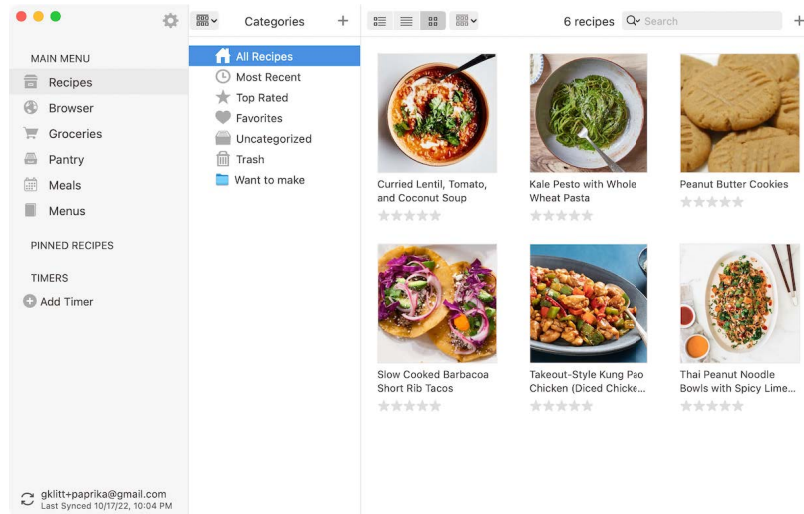 Categories
6 recipes
Search
MAIN MENU
Recipes
Browser
Groceries
Pantry
Meals
Menus
PINNED RECIPES
TIMERS
Add Timer
gklitt+paprika@gmail.com
Last Synced 10/17/22, 10:04 PM
All Recipes
Most Recent
Top Rated
Favorites
Uncategorized
Trash
Want to make
Curried Lentil, Tomato,
and Coconut Soup
Kale Pesto with Whole
Wheat Pasta
Peanut Butter Cookies
Slow Cooked Barbacoa
Short Rib Tacos
Takeout-Style Kung Pao
Chicken (Diced Chicke...
Thai Peanut Noodle
Bowls with Spicy Lime...